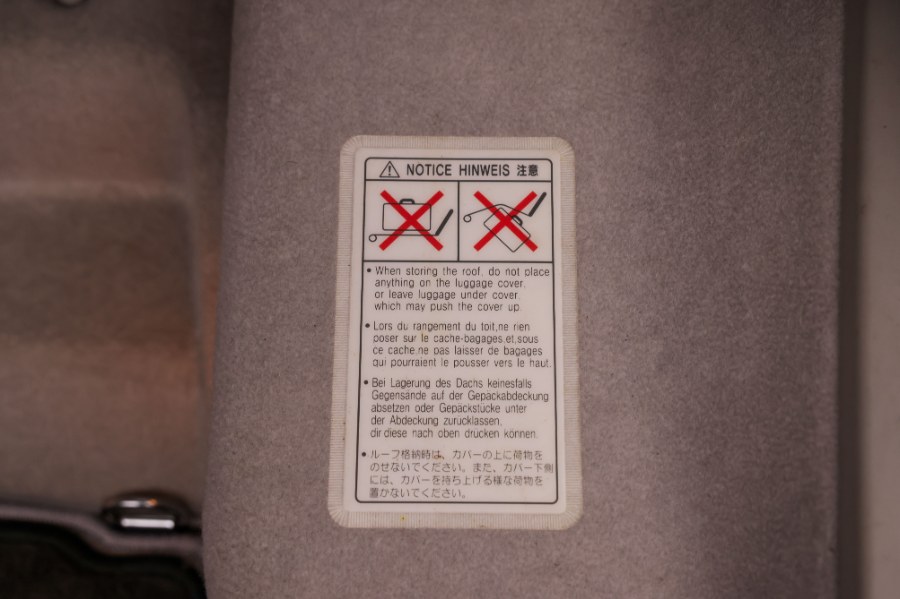 NOTICE HINWEIS 注意
• When storing the roof, do not place
anything on the luggage cover,
or leave luggage under cover,
which may push the cover up.
• Lors du rangement du toit,ne rien
poser sur le cache-bagages,et,sous
ce cache,ne pas laisser de bagages
qui pourraient le pousser vers le haut.
• Bei Lagerung des Dachs keinesfalls
Gegensände auf der Gepackabdeckung
absetzen oder Gepäckstücke unter
der Abdeckung zurücklassen,
dir diese nach oben drücken können.
• ルーフ格納時は、カバーの上に荷物を
のせないでください。また、カバー下側
には、カバーを持ち上げる様な荷物を
置かないでください。